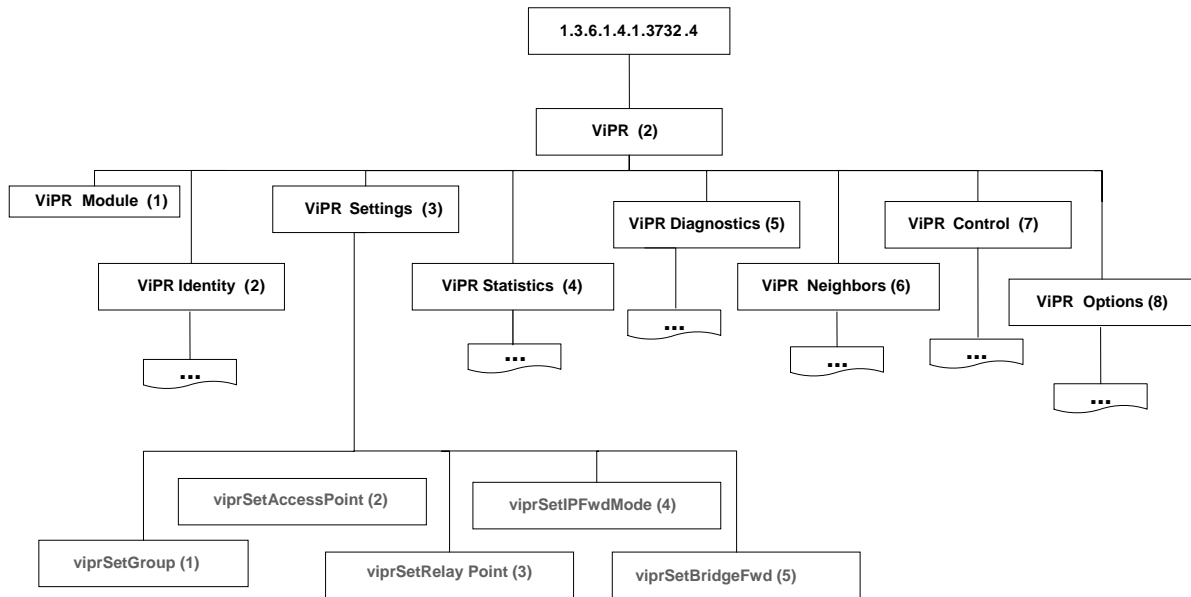 1.3.6.1.4.1.3732.4
ViPR (2)
ViPR Module (1)
ViPR Settings (3)
ViPR Diagnostics (5)
ViPR Control (7)
ViPR Identity (2)
ViPR Statistics (4)
ViPR Neighbors (6)
ViPR Options (8)
...
...
...
...
...
...
viprSetAccessPoint (2)
viprSetIPFwdMode (4)
viprSetGroup (1)
viprSetRelay Point (3)
viprSetBridgeFwd (5)